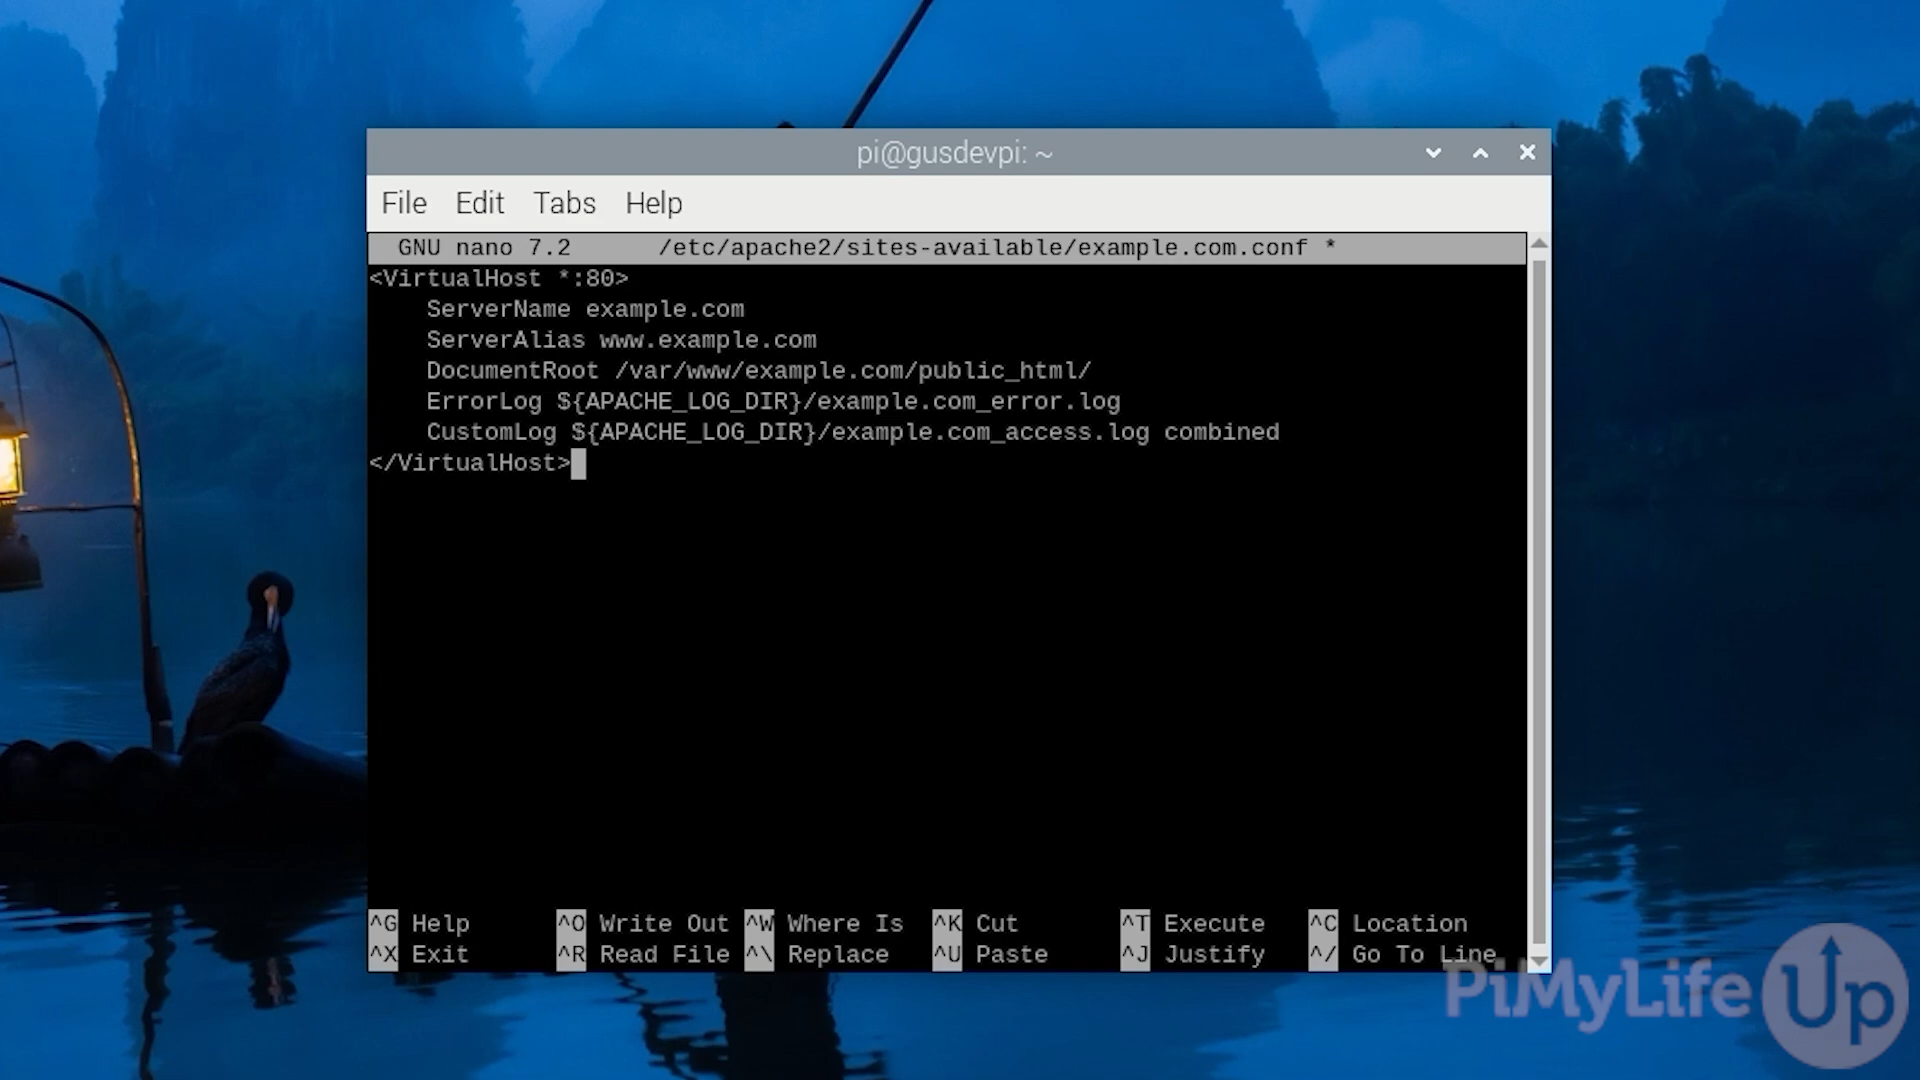 pi@gusdevpi: ~
File Edit Tabs Help
GNU nano 7.2 /etc/apache2/sites-available/example.com.conf *
<VirtualHost *:80>
    ServerName example.com
    ServerAlias www.example.com
    DocumentRoot /var/www/example.com/public_html/
    ErrorLog ${APACHE_LOG_DIR}/example.com_error.log
    CustomLog ${APACHE_LOG_DIR}/example.com_access.log combined
</VirtualHost>
^G Help ^O Write Out ^W Where Is ^K Cut ^T Execute ^C Location
^X Exit ^R Read File ^\ Replace ^U Paste ^J Justify ^/ Go To Line
PiMyLifeUp